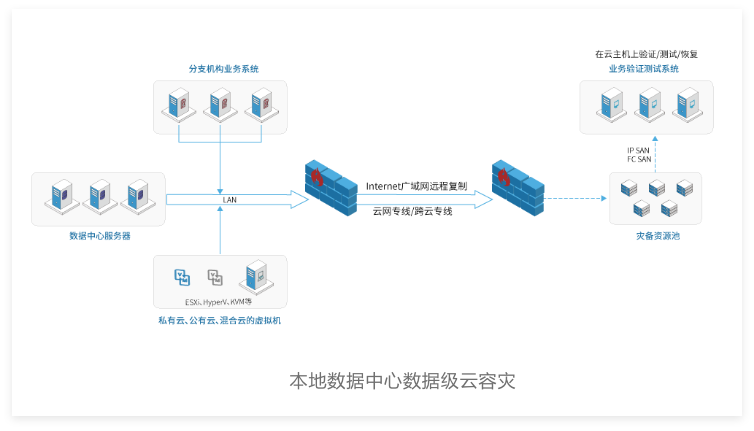 在云主机上验证/测试/恢复
分支机构业务系统
业务验证测试系统
IP SAN
FC SAN
Internet广域网远程复制
LAN
云网专线/跨云专线
数据中心服务器
灾备资源池
ESXi、HyperV、KVM等
私有云、公有云、混合云的虚拟机
本地数据中心数据级云容灾